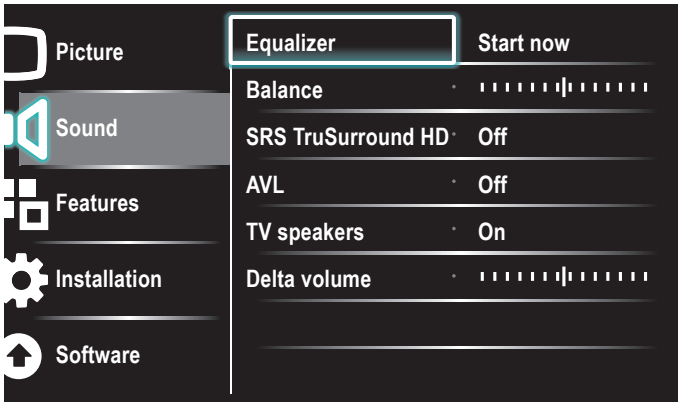 Picture
Sound
Features
Installation
Software
Equalizer Start now
Balance
SRS TruSurround HD Off
AVL Off
TV speakers On
Delta volume